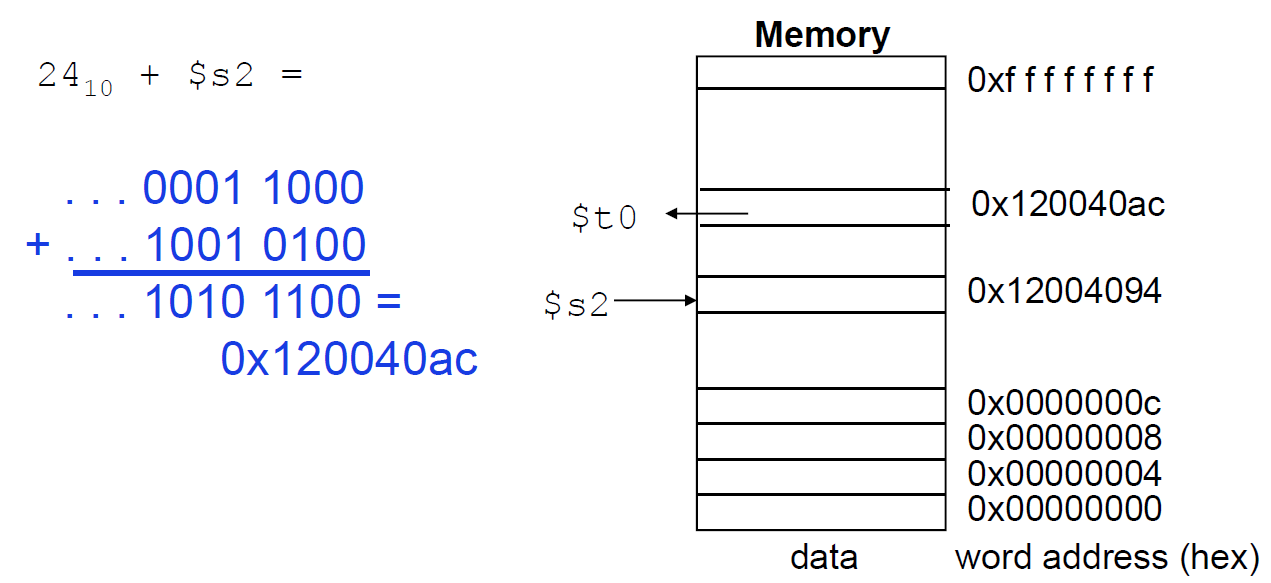 24₁₀ + $s2 =
. . . 0001 1000
+ . . . 1001 0100
. . . 1010 1100 =
0x120040ac
Memory
0xf f f f f f f f
$t0
0x120040ac
$s2
0x12004094
0x0000000c
0x00000008
0x00000004
0x00000000
data
word address (hex)